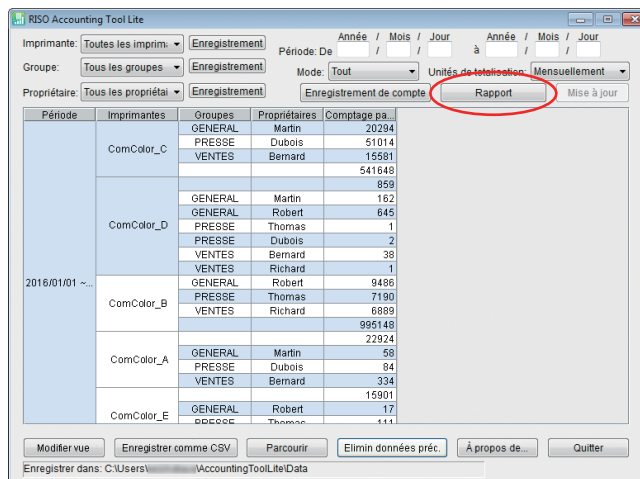 RISO Accounting Tool Lite
Année / Mois / Jour Année / Mois / Jour
Imprimante: Toutes les imprim: Enregistrement Période: De / / à / /
Groupe: Tous les groupes Enregistrement Mode: Tout Unités de totalisation: Mensuellement
Propriétaire: Tous les propriétai Enregistrement Enregistrement de compte Rapport Mise à jour
Période Imprimantes Groupes Propriétaires Comptage pa...
2016/01/01 ~...
ComColor_C
GENERAL Martin 20294
PRESSE Dubois 51014
VENTES Bernard 15581
541648
ComColor_D
859
GENERAL Martin 162
GENERAL Robert 645
PRESSE Thomas 1
PRESSE Dubois 2
VENTES Bernard 38
VENTES Richard 1
ComColor_B
GENERAL Robert 9486
PRESSE Thomas 7190
VENTES Richard 6889
995148
ComColor_A
22924
GENERAL Martin 58
PRESSE Dubois 84
VENTES Bernard 334
ComColor_E
15901
GENERAL Robert 17
PRESSE Thomas 111
Modifier vue Enregistrer comme CSV Parcourir Elimin données préc. À propos de... Quitter
Enregistrer dans: C:\Users\ \AccountingToolLite\Data